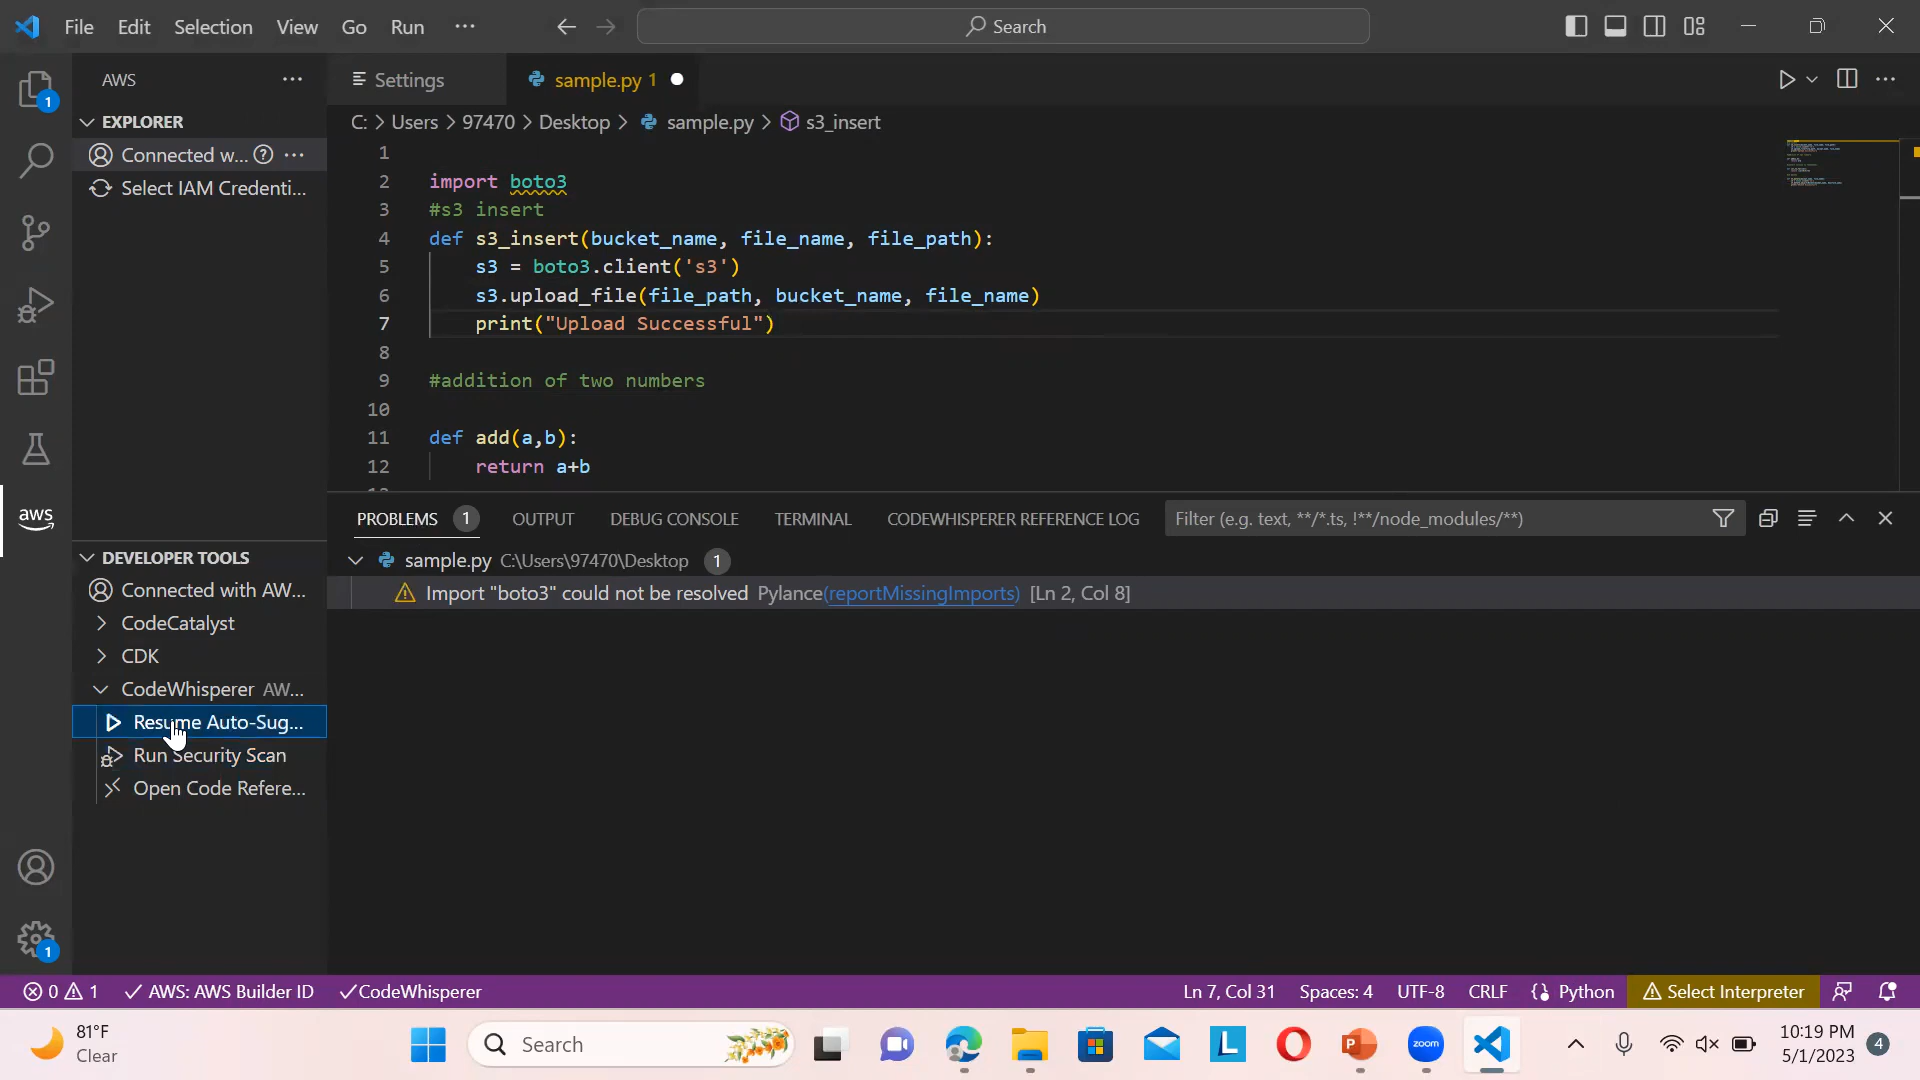 File Edit Selection View Go Run ···
Search
AWS ···
Settings
sample.py 1
1
EXPLORER
C: > Users > 97470 > Desktop > sample.py > s3_insert
Connected w... ···
Select IAM Credenti...
1
2 import boto3
3 #s3 insert
4 def s3_insert(bucket_name, file_name, file_path):
5 s3 = boto3.client('s3')
6 s3.upload_file(file_path, bucket_name, file_name)
7 print("Upload Successful")
8
9 #addition of two numbers
10
11 def add(a,b):
12 return a+b
aws
PROBLEMS 1 OUTPUT DEBUG CONSOLE TERMINAL CODEWHISPERER REFERENCE LOG
Filter (e.g. text, **/*.ts, !**/node_modules/**)
sample.py C:\Users\97470\Desktop 1
Import "boto3" could not be resolved Pylance(reportMissingImports) [Ln 2, Col 8]
DEVELOPER TOOLS
Connected with AW...
CodeCatalyst
CDK
CodeWhisperer AW...
Resume Auto-Sug...
Run Security Scan
Open Code Refere...
1
0 1 AWS: AWS Builder ID CodeWhisperer
Ln 7, Col 31 Spaces: 4 UTF-8 CRLF Python Select Interpreter
81°F
Clear
Search
L
P
zoom
10:19 PM
5/1/2023
4